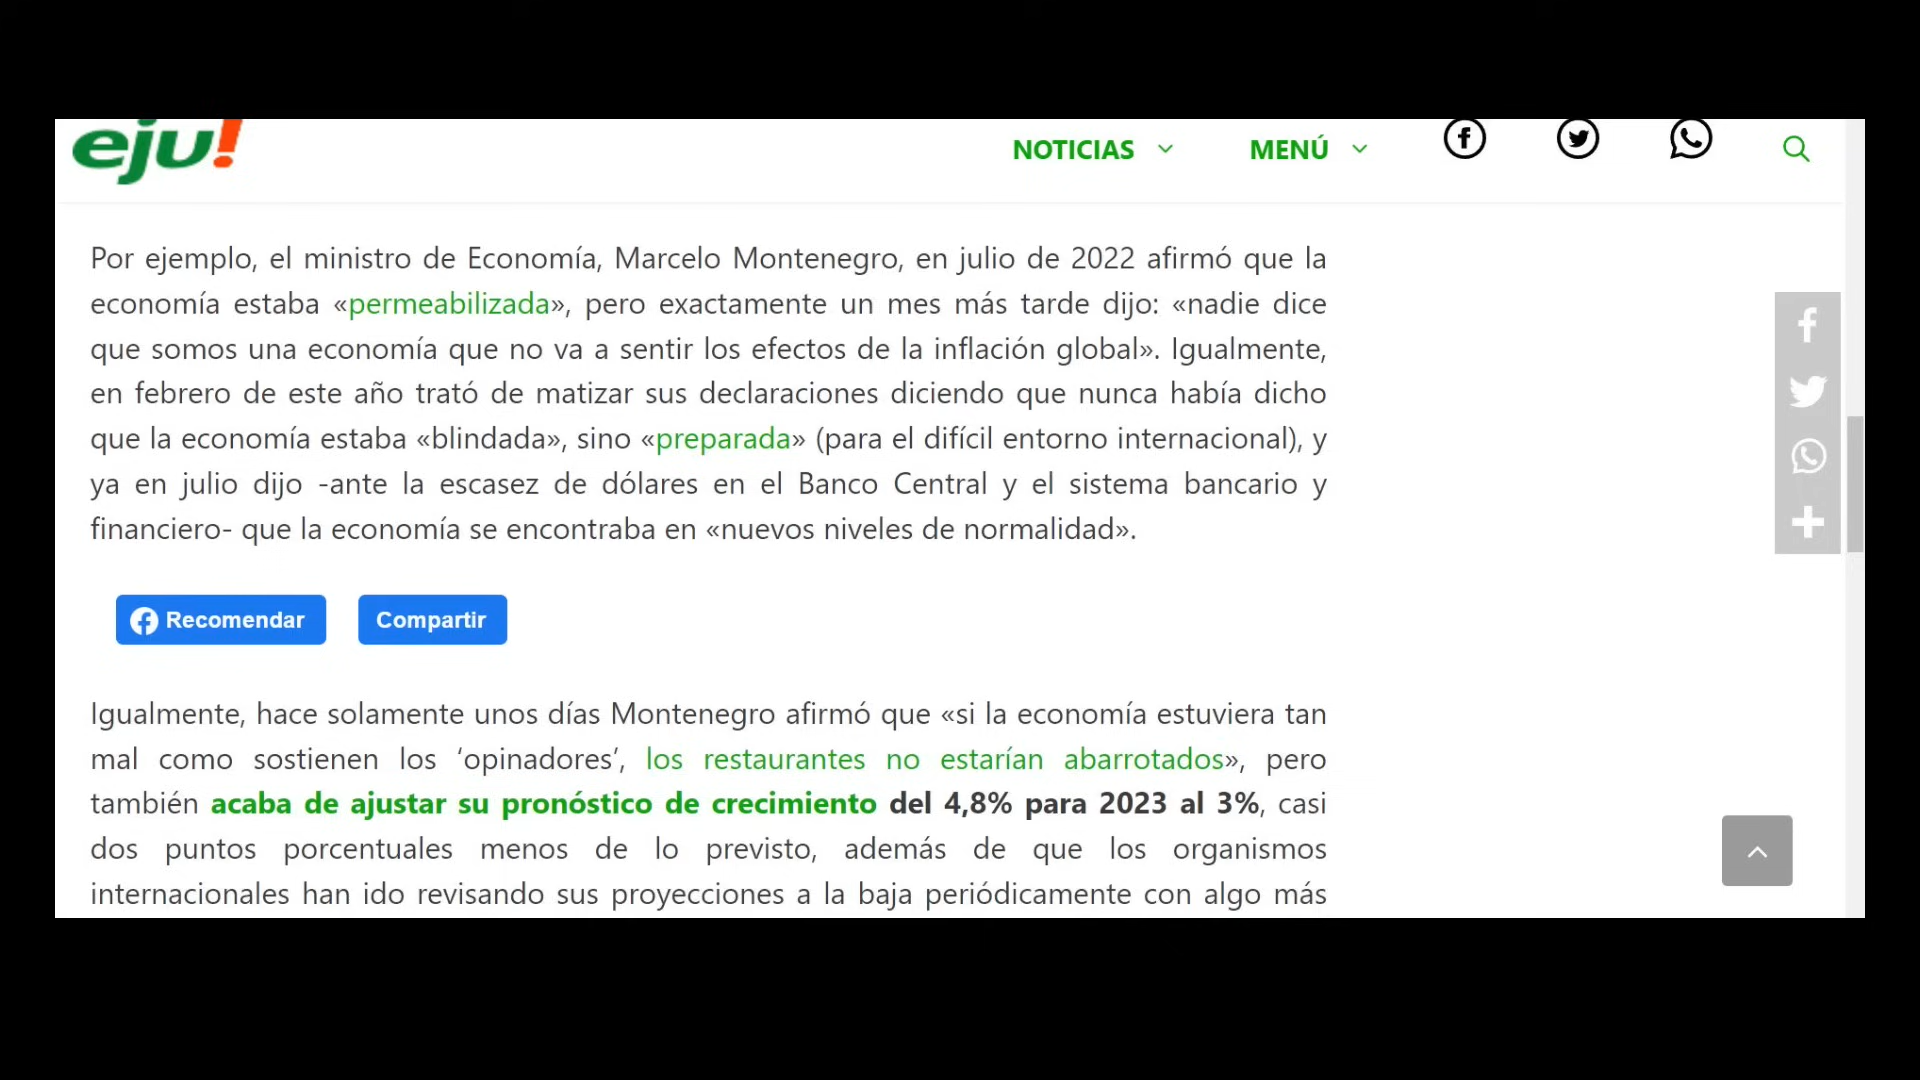 eju!
NOTICIAS
MENÚ
Por ejemplo, el ministro de Economía, Marcelo Montenegro, en julio de 2022 afirmó que la
economía estaba «permeabilizada», pero exactamente un mes más tarde dijo: «nadie dice
que somos una economía que no va a sentir los efectos de la inflación global». Igualmente,
en febrero de este año trató de matizar sus declaraciones diciendo que nunca había dicho
que la economía estaba «blindada», sino «preparada» (para el difícil entorno internacional), y
ya en julio dijo -ante la escasez de dólares en el Banco Central y el sistema bancario y
financiero- que la economía se encontraba en «nuevos niveles de normalidad».
Recomendar
Compartir
Igualmente, hace solamente unos días Montenegro afirmó que «si la economía estuviera tan
mal como sostienen los ‘opinadores’, los restaurantes no estarían abarrotados», pero
también acaba de ajustar su pronóstico de crecimiento del 4,8% para 2023 al 3%, casi
dos puntos porcentuales menos de lo previsto, además de que los organismos
internacionales han ido revisando sus proyecciones a la baja periódicamente con algo más